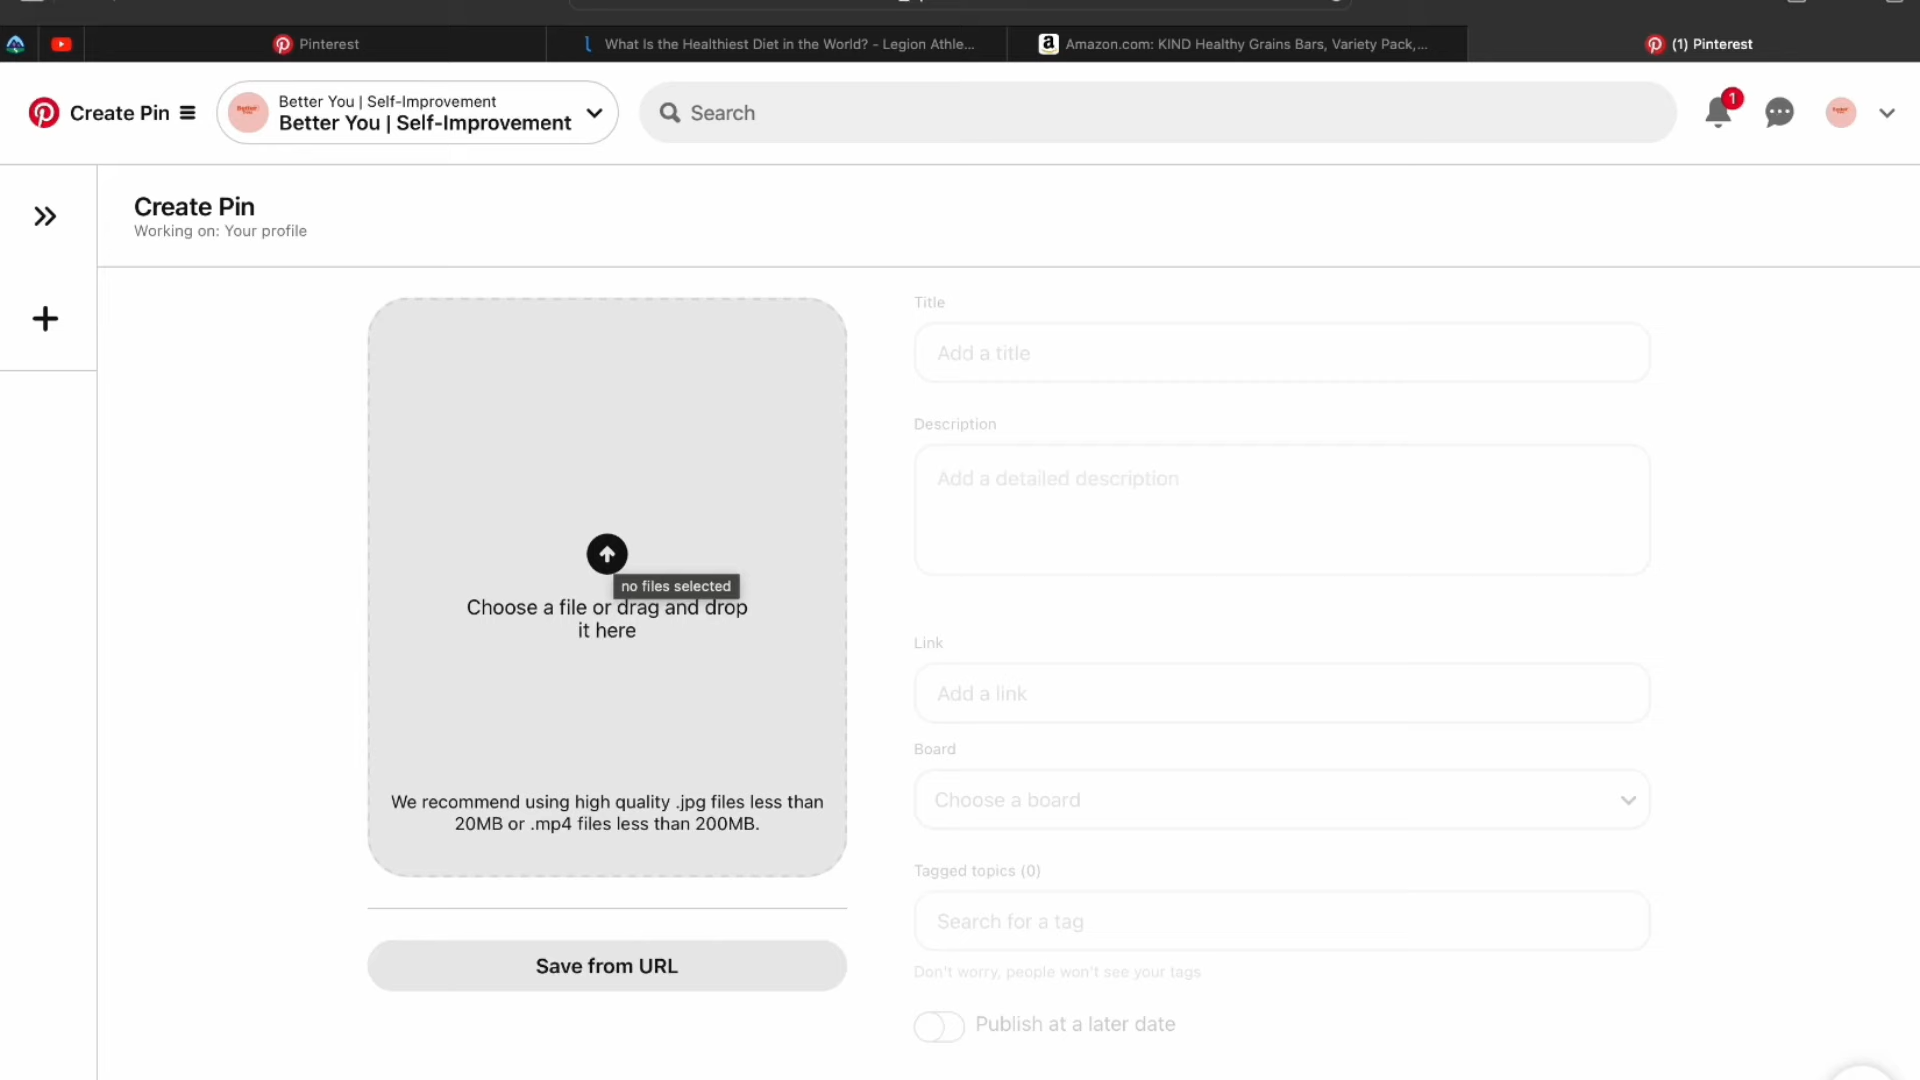 Pinterest
What Is the Healthiest Diet in the World? - Legion Athle...
Amazon.com: KIND Healthy Grains Bars, Variety Pack,...
(1) Pinterest
Create Pin
Better You | Self-Improvement
Better You | Self-Improvement
Search
1
Create Pin
Working on: Your profile
Title
Add a title
Description
Add a detailed description
no files selected
Choose a file or drag and drop
it here
Link
Add a link
Board
Choose a board
We recommend using high quality .jpg files less than
20MB or .mp4 files less than 200MB.
Tagged topics (0)
Search for a tag
Don't worry, people won't see your tags
Save from URL
Publish at a later date